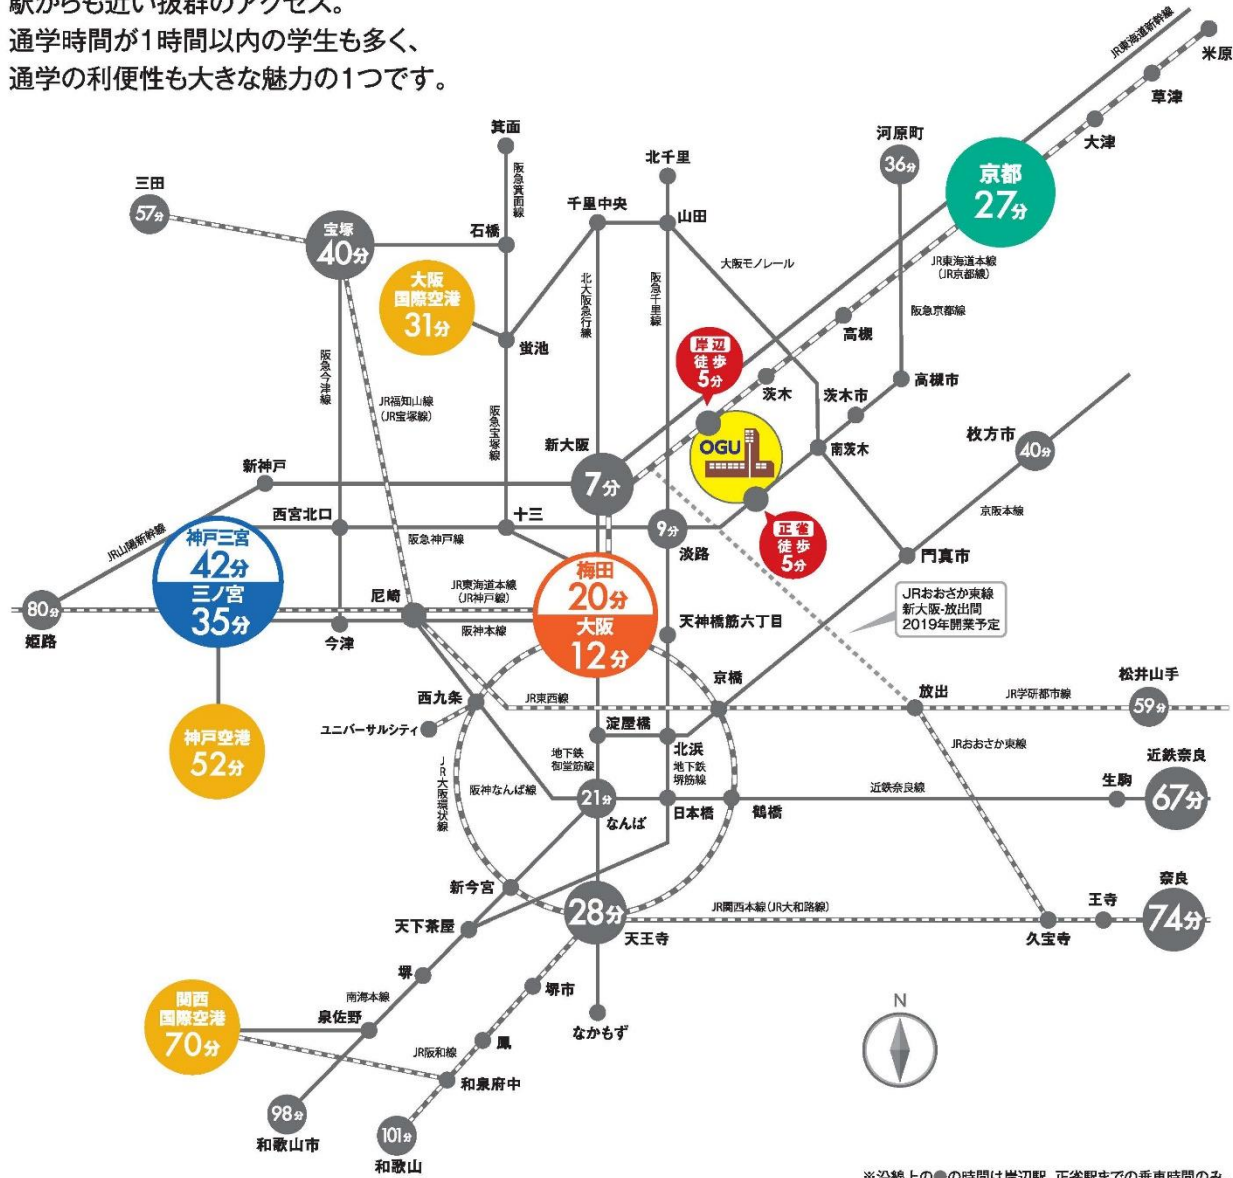 駅からも近い抜群のアクセス。
通学時間が1時間以内の学生も多く、
通学の利便性も大きな魅力の1つです。
JR東海道新幹線
米原
草津
大津
箕面
河原町
36分
京都
27分
北千里
三田
57分
阪急箕面線
千里中央
山田
宝塚
40分
石橋
大阪
国際空港
31分
大阪モノレール
JR東海道本線
(JR京都線)
北大阪急行線
阪急千里線
阪急京都線
高槻
蛍池
岸辺
徒歩
5分
阪急今津線
JR福知山線
(JR宝塚線)
茨木
茨木市
高槻市
阪急宝塚線
新大阪
7分
OGU
南茨木
枚方市
40分
新神戸
西宮北口
十三
9分
淡路
正雀
徒歩
5分
京阪本線
JR山陽新幹線
阪急神戸線
門真市
神戸三宮
42分
三ノ宮
35分
梅田
20分
大阪
12分
JR東海道本線
(JR神戸線)
JRおおさか東線
新大阪-放出間
2019年開業予定
80分
姫路
尼崎
今津
阪神本線
天神橋筋六丁目
京橋
放出
松井山手
59分
西九条
JR東西線
JR学研都市線
ユニバーサルシティ
淀屋橋
北浜
神戸空港
52分
地下鉄
御堂筋線
地下鉄
堺筋線
JRおおさか東線
JR大阪環状線
阪神なんば線
21分
なんば
日本橋
鶴橋
近鉄奈良線
生駒
近鉄奈良
67分
新今宮
28分
天王寺
JR関西本線(JR大和路線)
久宝寺
王寺
奈良
74分
天下茶屋
堺
堺市
南海本線
泉佐野
関西
国際空港
70分
なかもず
鳳
JR阪和線
和泉府中
N
98分
和歌山市
101分
和歌山
※沿線上の●の時間は岸辺駅、正雀駅までの乗車時間のみ